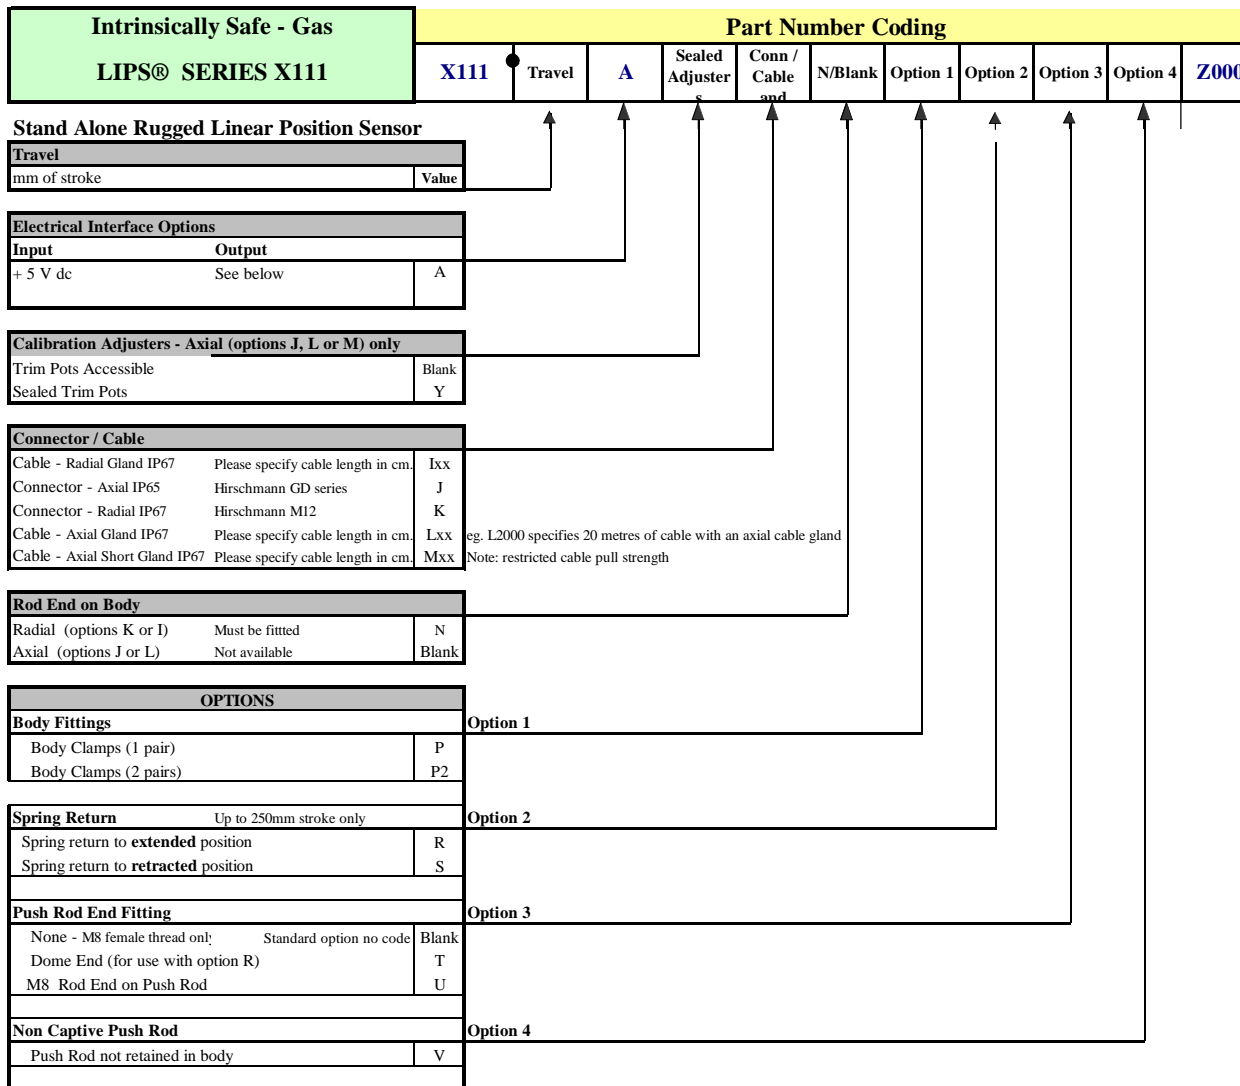 Intrinsically Safe - Gas
Part Number Coding
LIPS® SERIES X111
X111
Travel
A
Sealed
Adjuster
s
Conn /
Cable
and
N/Blank
Option 1
Option 2
Option 3
Option 4
Z000
Stand Alone Rugged Linear Position Sensor
Travel
mm of stroke Value
Electrical Interface Options
Input Output
+ 5 V dc See below A
Calibration Adjusters - Axial (options J, L or M) only
Trim Pots Accessible Blank
Sealed Trim Pots Y
Connector / Cable
Cable - Radial Gland IP67 Please specify cable length in cm. Ixx
Connector - Axial IP65 Hirschmann GD series J
Connector - Radial IP67 Hirschmann M12 K
Cable - Axial Gland IP67 Please specify cable length in cm. Lxx eg. L2000 specifies 20 metres of cable with an axial cable gland
Cable - Axial Short Gland IP67 Please specify cable length in cm. Mxx Note: restricted cable pull strength
Rod End on Body
Radial (options K or I) Must be fittted N
Axial (options J or L) Not available Blank
OPTIONS
Body Fittings Option 1
Body Clamps (1 pair) P
Body Clamps (2 pairs) P2
Spring Return Up to 250mm stroke only Option 2
Spring return to extended position R
Spring return to retracted position S
Push Rod End Fitting Option 3
None - M8 female thread only Standard option no code Blank
Dome End (for use with option R) T
M8 Rod End on Push Rod U
Non Captive Push Rod Option 4
Push Rod not retained in body V